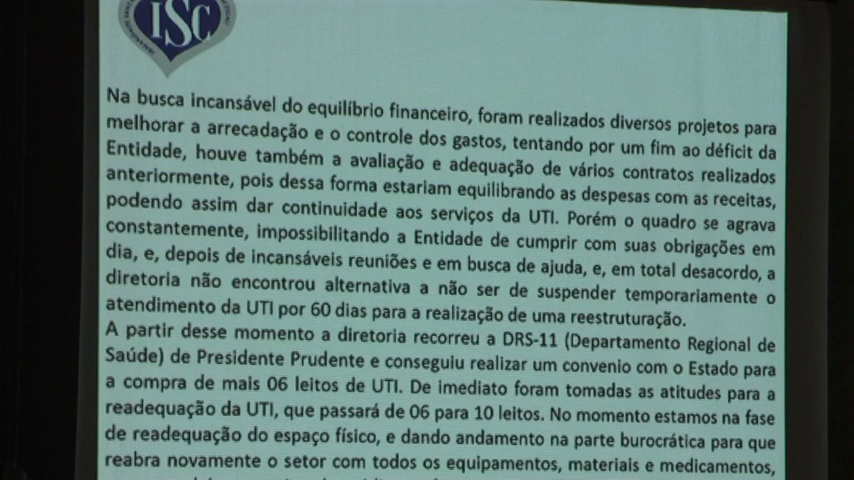 ISC
Na busca incansável do equilíbrio financeiro, foram realizados diversos projetos para
melhorar a arrecadação e o controle dos gastos, tentando por um fim ao déficit da
Entidade, houve também a avaliação e adequação de vários contratos realizados
anteriormente, pois dessa forma estariam equilibrando as despesas com as receitas,
podendo assim dar continuidade aos serviços da UTI. Porém o quadro se agrava
constantemente, impossibilitando a Entidade de cumprir com suas obrigações em
dia, e, depois de incansáveis reuniões e em busca de ajuda, e, em total desacordo, a
diretoria não encontrou alternativa a não ser de suspender temporariamente o
atendimento da UTI por 60 dias para a realização de uma reestruturação.
A partir desse momento a diretoria recorreu a DRS-11 (Departamento Regional de
Saúde) de Presidente Prudente e conseguiu realizar um convenio com o Estado para
a compra de mais 06 leitos de UTI. De imediato foram tomadas as atitudes para a
readequação da UTI, que passará de 06 para 10 leitos. No momento estamos na fase
de readequação do espaço físico, e dando andamento na parte burocrática para que
reabra novamente o setor com todos os equipamentos, materiais e medicamentos,